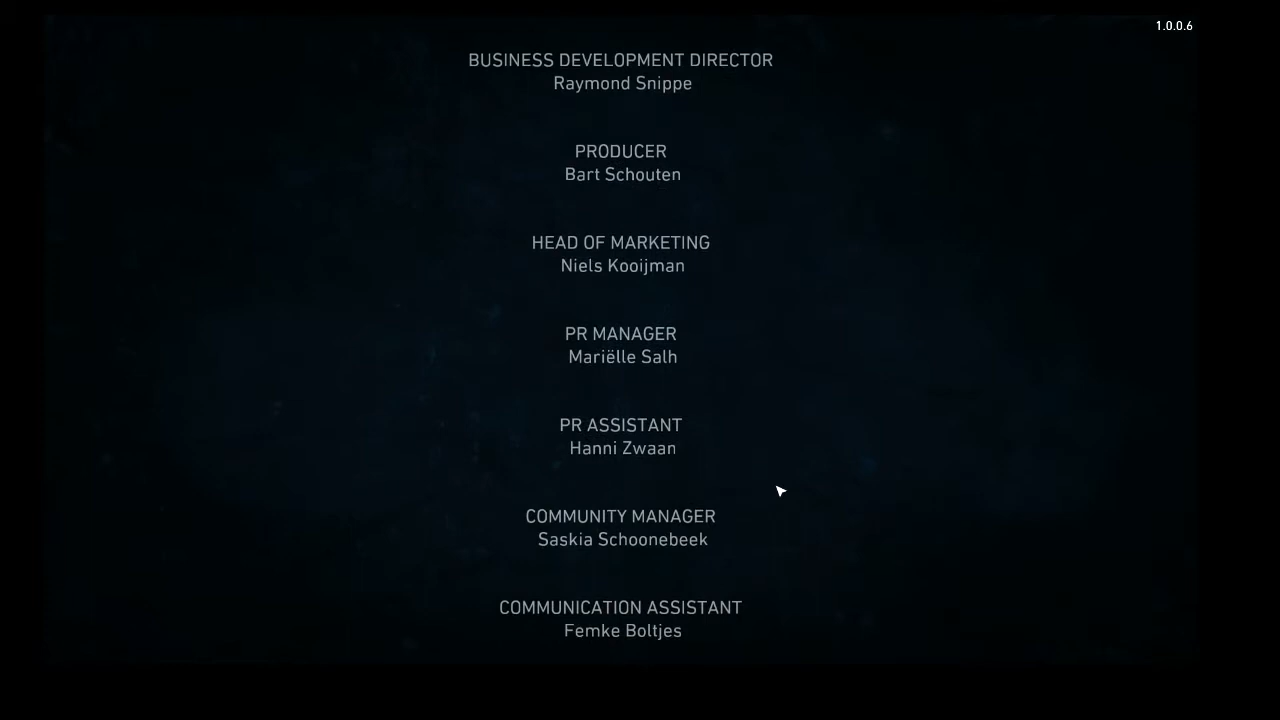 1.0.0.6
BUSINESS DEVELOPMENT DIRECTOR
Raymond Snippe
PRODUCER
Bart Schouten
HEAD OF MARKETING
Niels Kooijman
PR MANAGER
Mariëlle Salh
PR ASSISTANT
Hanni Zwaan
COMMUNITY MANAGER
Saskia Schoonebeek
COMMUNICATION ASSISTANT
Femke Boltjes